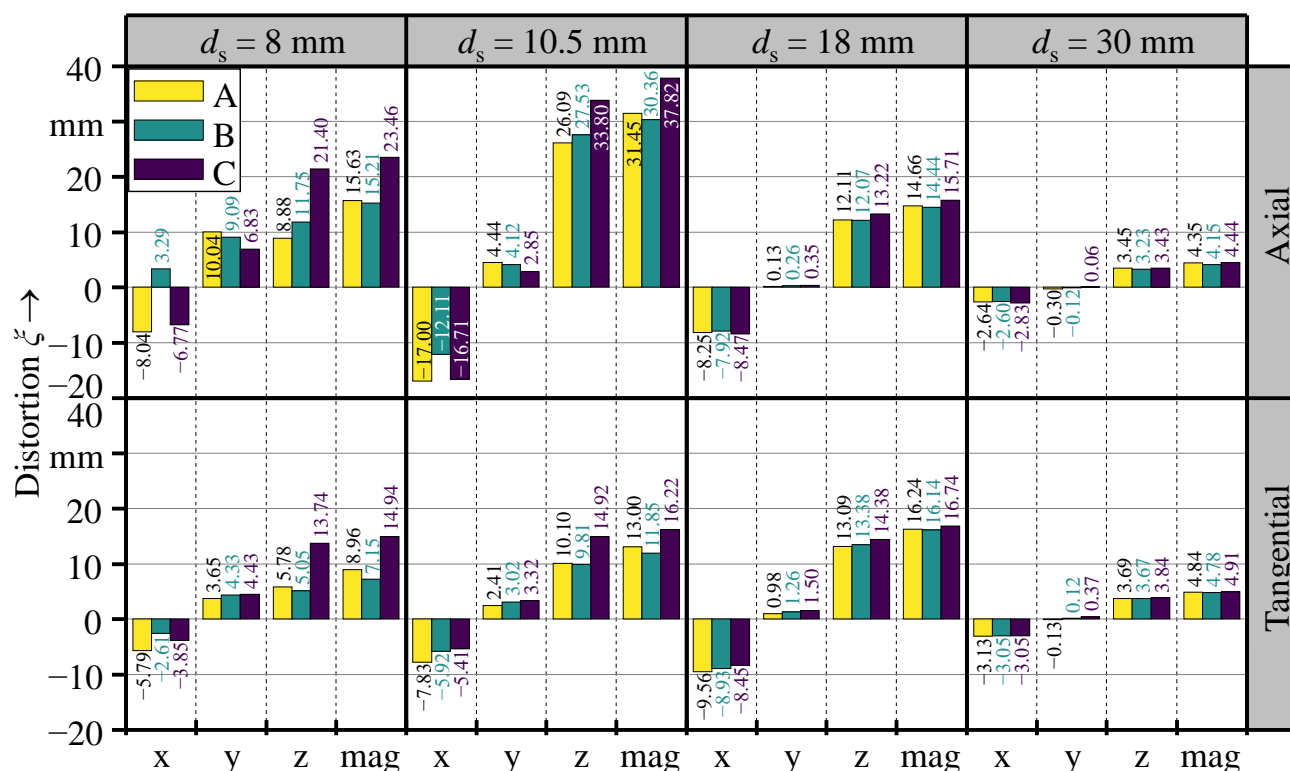 dₛ = 8 mm dₛ = 10.5 mm dₛ = 18 mm dₛ = 30 mm
Distortion ξ →
40
mm
20
10
0
−10
−20
A
B
C
−8.04 3.29 −6.77 10.04 9.09 6.83 8.88 11.75 21.40 15.63 15.21 23.46
−17.00 −12.11 −16.71 4.44 4.12 2.85 26.09 27.53 33.80 31.45 30.36 37.82
−8.25 −7.92 −8.47 0.13 0.26 0.35 12.11 12.07 13.22 14.66 14.44 15.71
−2.64 −2.60 −2.83 −0.30 −0.12 0.06 3.45 3.23 3.43 4.35 4.15 4.44
Axial
40
mm
20
10
0
−10
−20
−5.79 −2.61 −3.85 3.65 4.33 4.43 5.78 5.05 13.74 8.96 7.15 14.94
−7.83 −5.92 −5.41 2.41 3.02 3.32 10.10 9.81 14.92 13.00 11.85 16.22
−9.56 −8.93 −8.45 0.98 1.26 1.50 13.09 13.38 14.38 16.24 16.14 16.74
−3.13 −3.05 −3.05 −0.13 0.12 0.37 3.69 3.67 3.84 4.84 4.78 4.91
Tangential
x y z mag x y z mag x y z mag x y z mag